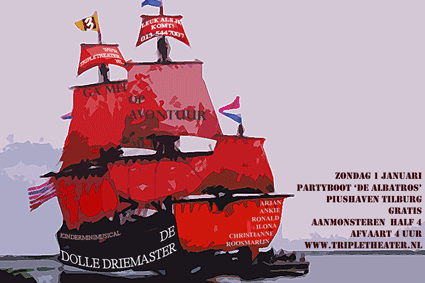 3
LEUK ALS JE
KOMT!
013-5447007
WWW.
TRIPLETHEATER.
NL
GA MEE
OP
AVONTUUR
ARJAN
ANKIE
RONALD
ILONA
CHRISTIANNE
ROOSMARIJN
KINDERMINIMUSICAL
DE
DOLLE DRIEMASTER
ZONDAG 1 JANUARI
PARTYBOOT 'DE ALBATROS'
PIUSHAVEN TILBURG
GRATIS
AANMONSTEREN HALF 4
AFVAART 4 UUR
WWW.TRIPLETHEATER.NL